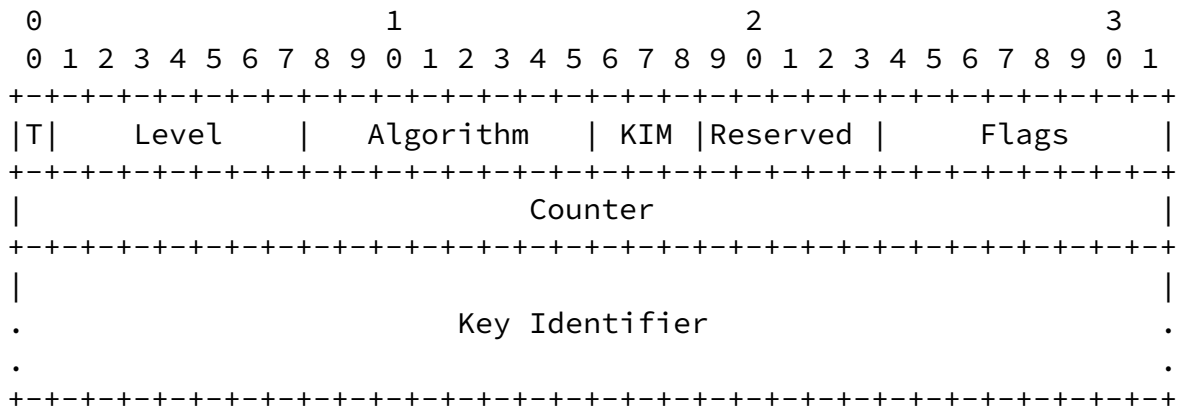 0                   1                   2                   3
 0 1 2 3 4 5 6 7 8 9 0 1 2 3 4 5 6 7 8 9 0 1 2 3 4 5 6 7 8 9 0 1
+-+-+-+-+-+-+-+-+-+-+-+-+-+-+-+-+-+-+-+-+-+-+-+-+-+-+-+-+-+-+-+-+
|T|    Level    |   Algorithm   | KIM |Reserved |     Flags     |
+-+-+-+-+-+-+-+-+-+-+-+-+-+-+-+-+-+-+-+-+-+-+-+-+-+-+-+-+-+-+-+-+
|                            Counter                            |
+-+-+-+-+-+-+-+-+-+-+-+-+-+-+-+-+-+-+-+-+-+-+-+-+-+-+-+-+-+-+-+-+
|                                                               |
.                        Key Identifier                         .
.                                                               .
+-+-+-+-+-+-+-+-+-+-+-+-+-+-+-+-+-+-+-+-+-+-+-+-+-+-+-+-+-+-+-+-+